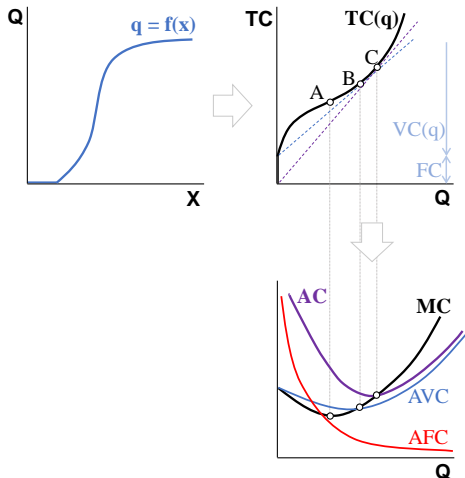 Q
q = f(x)
X
TC
TC(q)
C
B
A
VC(q)
FC
Q
AC
MC
AVC
AFC
Q